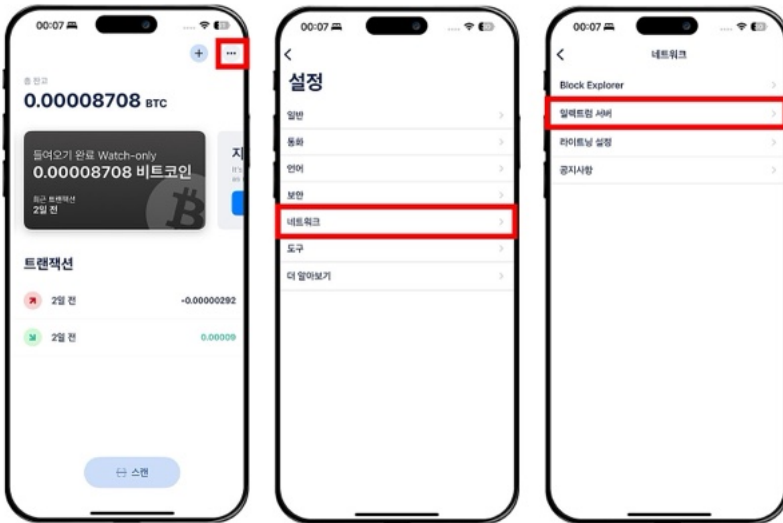 00:07
총 잔고
0.00008708 BTC
들여오기 완료 Watch-only
0.00008708 비트코인
최근 트랜잭션
2일 전
지
트랜잭션
2일 전
-0.00000292
2일 전
0.00009
스캔
00:07
설정
일반
통화
언어
보안
네트워크
도구
더 알아보기
00:07
네트워크
Block Explorer
일렉트럼 서버
라이트닝 설정
공지사항